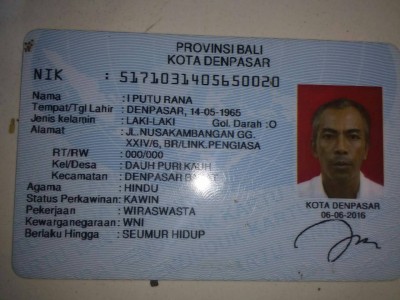 PROVINSI BALI
KOTA DENPASAR
NIK : 5171031405650020
Nama : I PUTU RANA
Tempat/Tgl Lahir : DENPASAR, 14-05-1965
Jenis kelamin : LAKI-LAKI Gol. Darah :O
Alamat : JL.NUSAKAMBANGAN GG.
XXIV/6, BR/LINK.PENGIASA
RT/RW : 000/000
Kel/Desa : DAUH PURI KAUH
Kecamatan : DENPASAR BARAT
Agama : HINDU
Status Perkawinan: KAWIN
Pekerjaan : WIRASWASTA
Kewarganegaraan: WNI
Berlaku Hingga : SEUMUR HIDUP
KOTA DENPASAR
06-06-2016